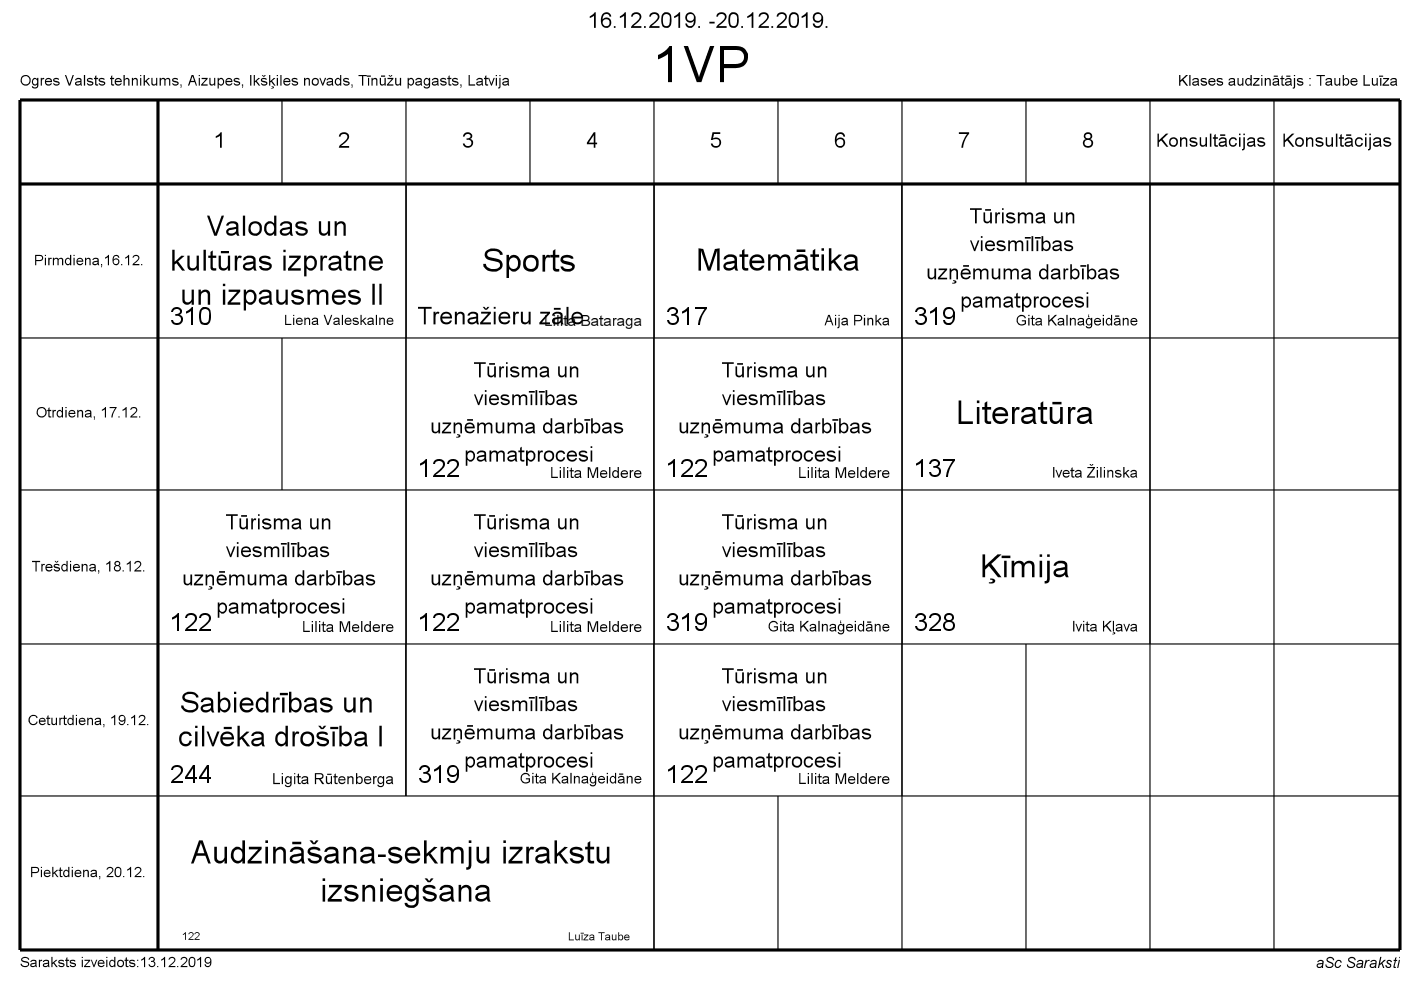 16.12.2019. -20.12.2019.
1VP
Ogres Valsts tehnikums, Aizupes, Ikšķiles novads, Tīnūžu pagasts, Latvija
Klases audzinātājs : Taube Luīza
1 2 3 4 5 6 7 8 Konsultācijas Konsultācijas
Pirmdiena,16.12.
Valodas un
kultūras izpratne
un izpausmes II
310 Liena Valeskalne
Sports
Trenažieru zāle Lilita Bataraga
Matemātika
317 Aija Pinka
Tūrisma un
viesmīlības
uzņēmuma darbības
pamatprocesi
319 Gita Kalnaģeidāne
Otrdiena, 17.12.
Tūrisma un
viesmīlības
uzņēmuma darbības
pamatprocesi
122 Lilita Meldere
Tūrisma un
viesmīlības
uzņēmuma darbības
pamatprocesi
122 Lilita Meldere
Literatūra
137 Iveta Žilinska
Trešdiena, 18.12.
Tūrisma un
viesmīlības
uzņēmuma darbības
pamatprocesi
122 Lilita Meldere
Tūrisma un
viesmīlības
uzņēmuma darbības
pamatprocesi
122 Lilita Meldere
Tūrisma un
viesmīlības
uzņēmuma darbības
pamatprocesi
319 Gita Kalnaģeidāne
Ķīmija
328 Ivita Kļava
Ceturtdiena, 19.12.
Sabiedrības un
cilvēka drošība I
244 Ligita Rūtenberga
Tūrisma un
viesmīlības
uzņēmuma darbības
pamatprocesi
319 Gita Kalnaģeidāne
Tūrisma un
viesmīlības
uzņēmuma darbības
pamatprocesi
122 Lilita Meldere
Piektdiena, 20.12.
Audzināšana-sekmju izrakstu
izsniegšana
122 Luīza Taube
Saraksts izveidots:13.12.2019
aSc Saraksti